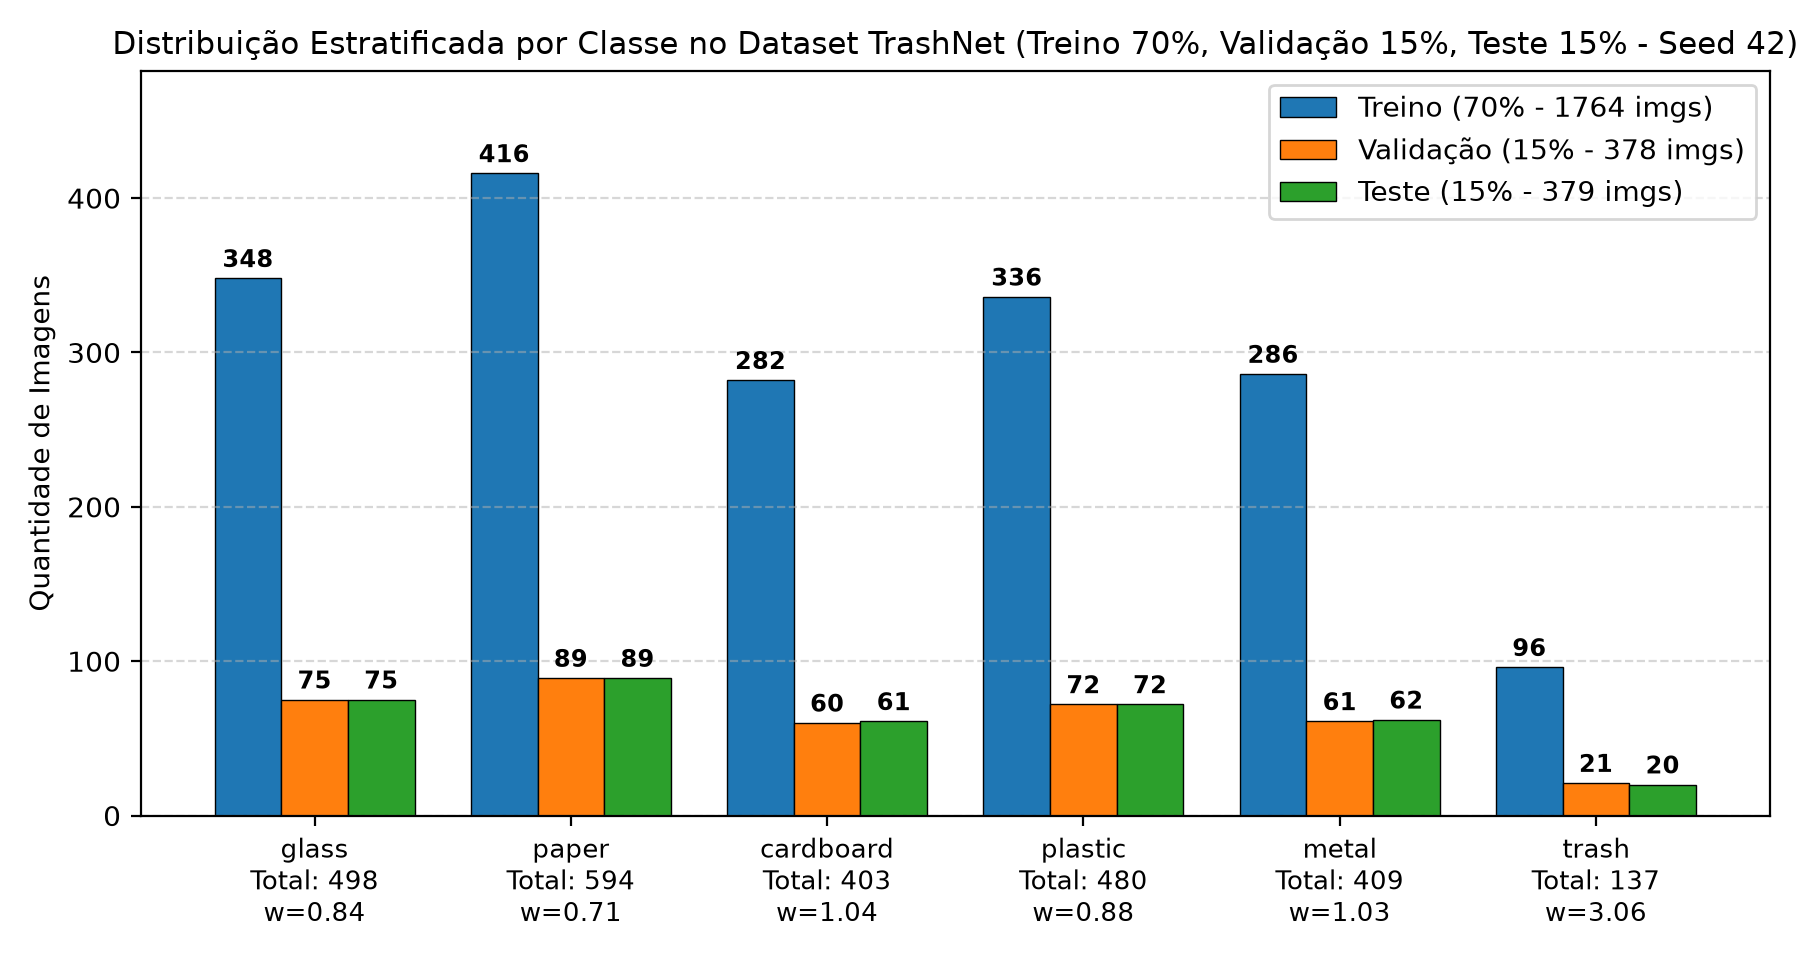 Distribuição Estratificada por Classe no Dataset TrashNet (Treino 70%, Validação 15%, Teste 15% - Seed 42)
Treino (70% - 1764 imgs)
Validação (15% - 378 imgs)
Teste (15% - 379 imgs)
Quantidade de Imagens
400
300
200
100
0
348
75
75
416
89
89
282
60
61
336
72
72
286
61
62
96
21
20
glass
Total: 498
w=0.84
paper
Total: 594
w=0.71
cardboard
Total: 403
w=1.04
plastic
Total: 480
w=0.88
metal
Total: 409
w=1.03
trash
Total: 137
w=3.06